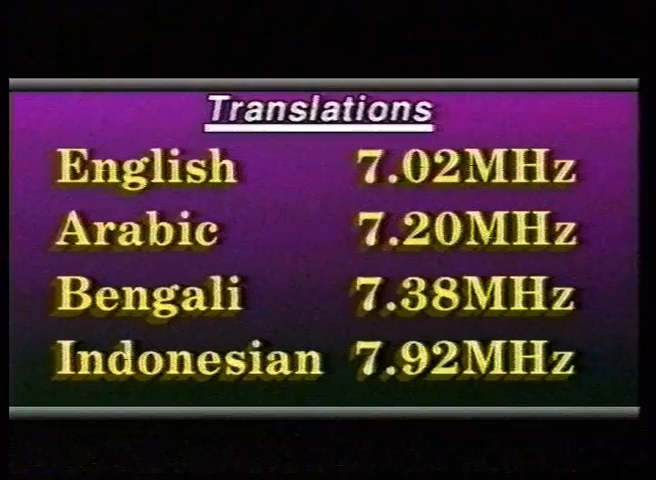 Translations
English 7.02MHz
Arabic 7.20MHz
Bengali 7.38MHz
Indonesian 7.92MHz